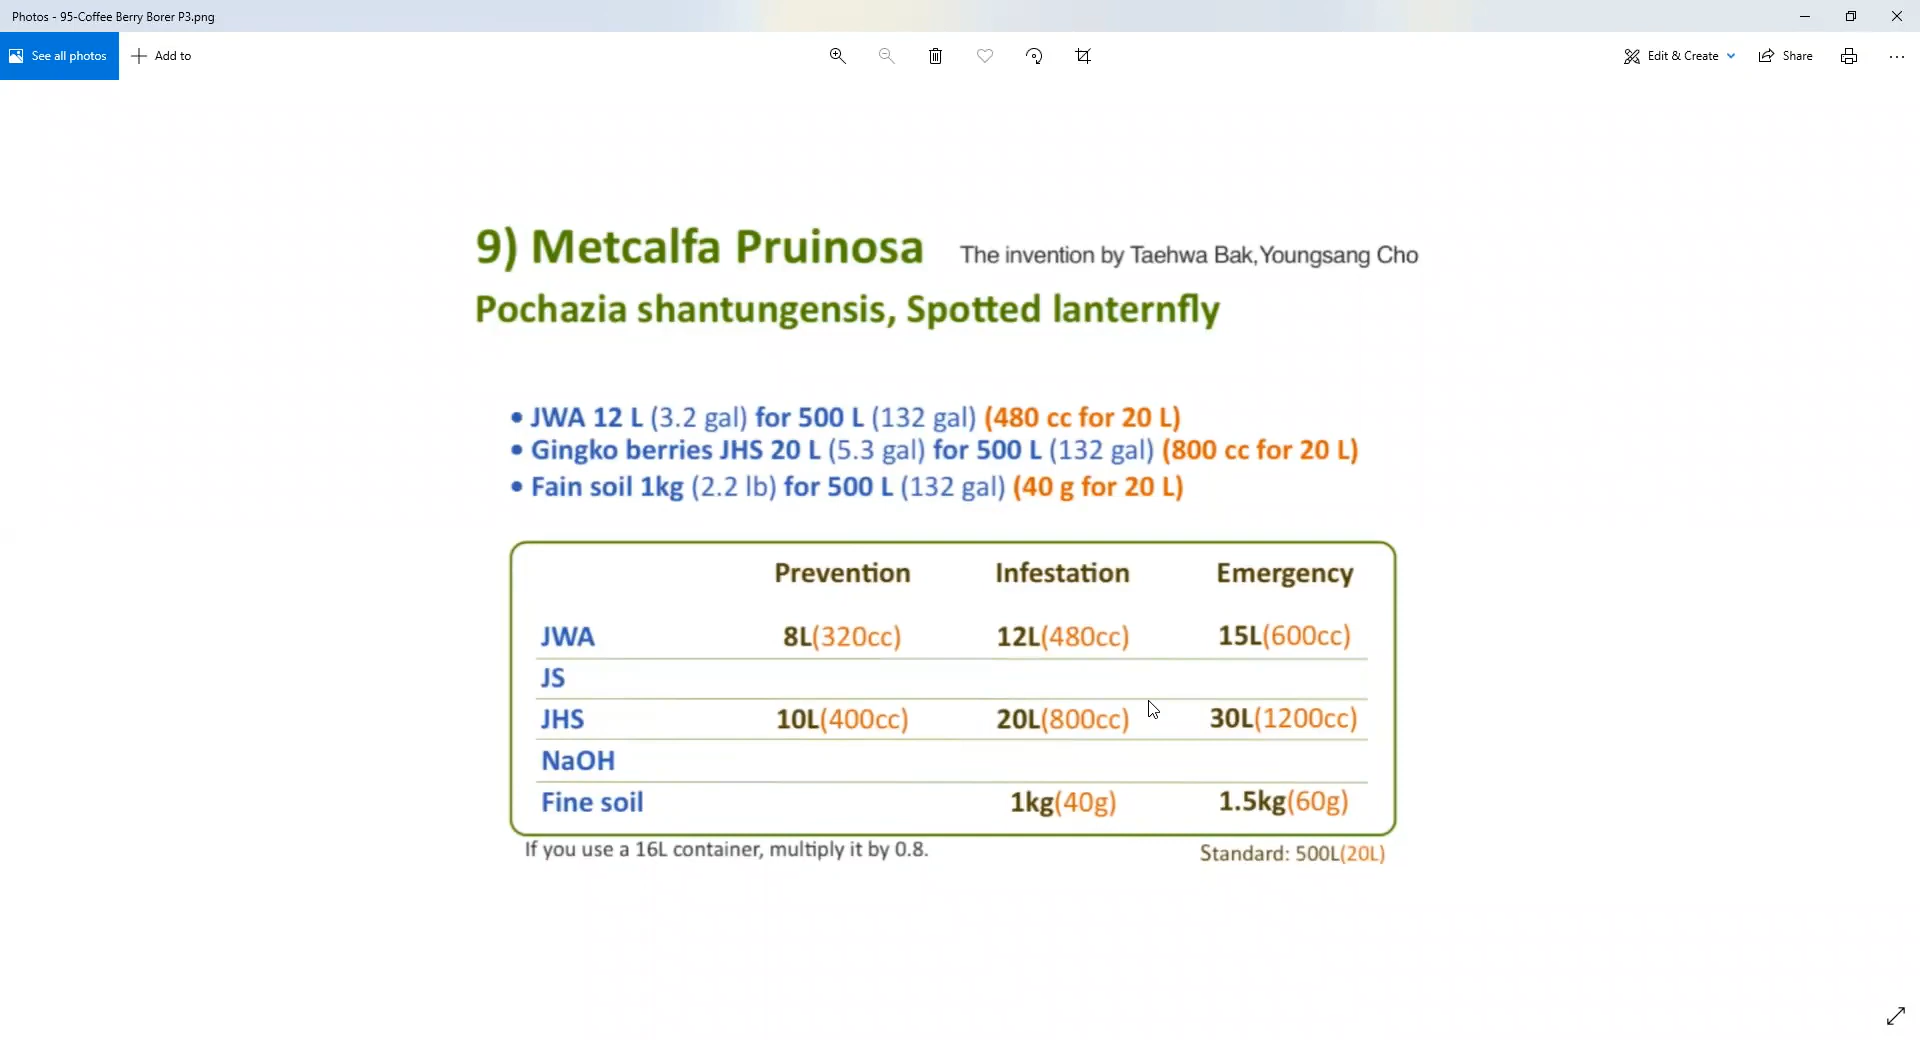 Photos - 95-Coffee Berry Borer P3.png
See all photos
Add to
Edit & Create
Share
9) Metcalfa Pruinosa The invention by Taehwa Bak,Youngsang Cho
Pochazia shantungensis, Spotted lanternfly
• JWA 12 L (3.2 gal) for 500 L (132 gal) (480 cc for 20 L)
• Gingko berries JHS 20 L (5.3 gal) for 500 L (132 gal) (800 cc for 20 L)
• Fain soil 1kg (2.2 lb) for 500 L (132 gal) (40 g for 20 L)
Prevention Infestation Emergency
JWA 8L(320cc) 12L(480cc) 15L(600cc)
JS
JHS 10L(400cc) 20L(800cc) 30L(1200cc)
NaOH
Fine soil 1kg(40g) 1.5kg(60g)
If you use a 16L container, multiply it by 0.8. Standard: 500L(20L)